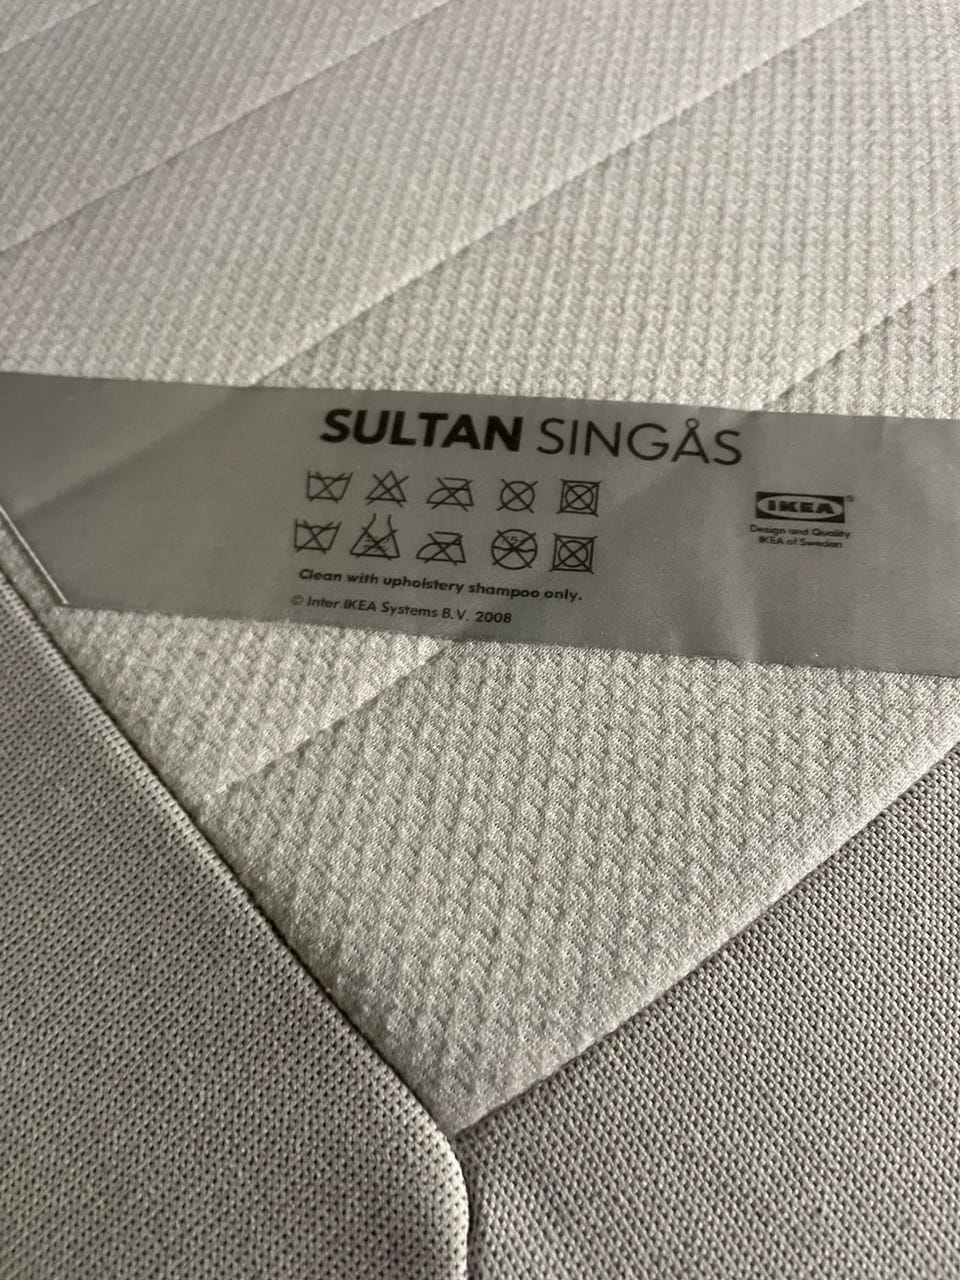 SULTAN SINGÅS
IKEA®
Design and Quality
IKEA of Sweden
Clean with upholstery shampoo only.
© Inter IKEA Systems B.V. 2008